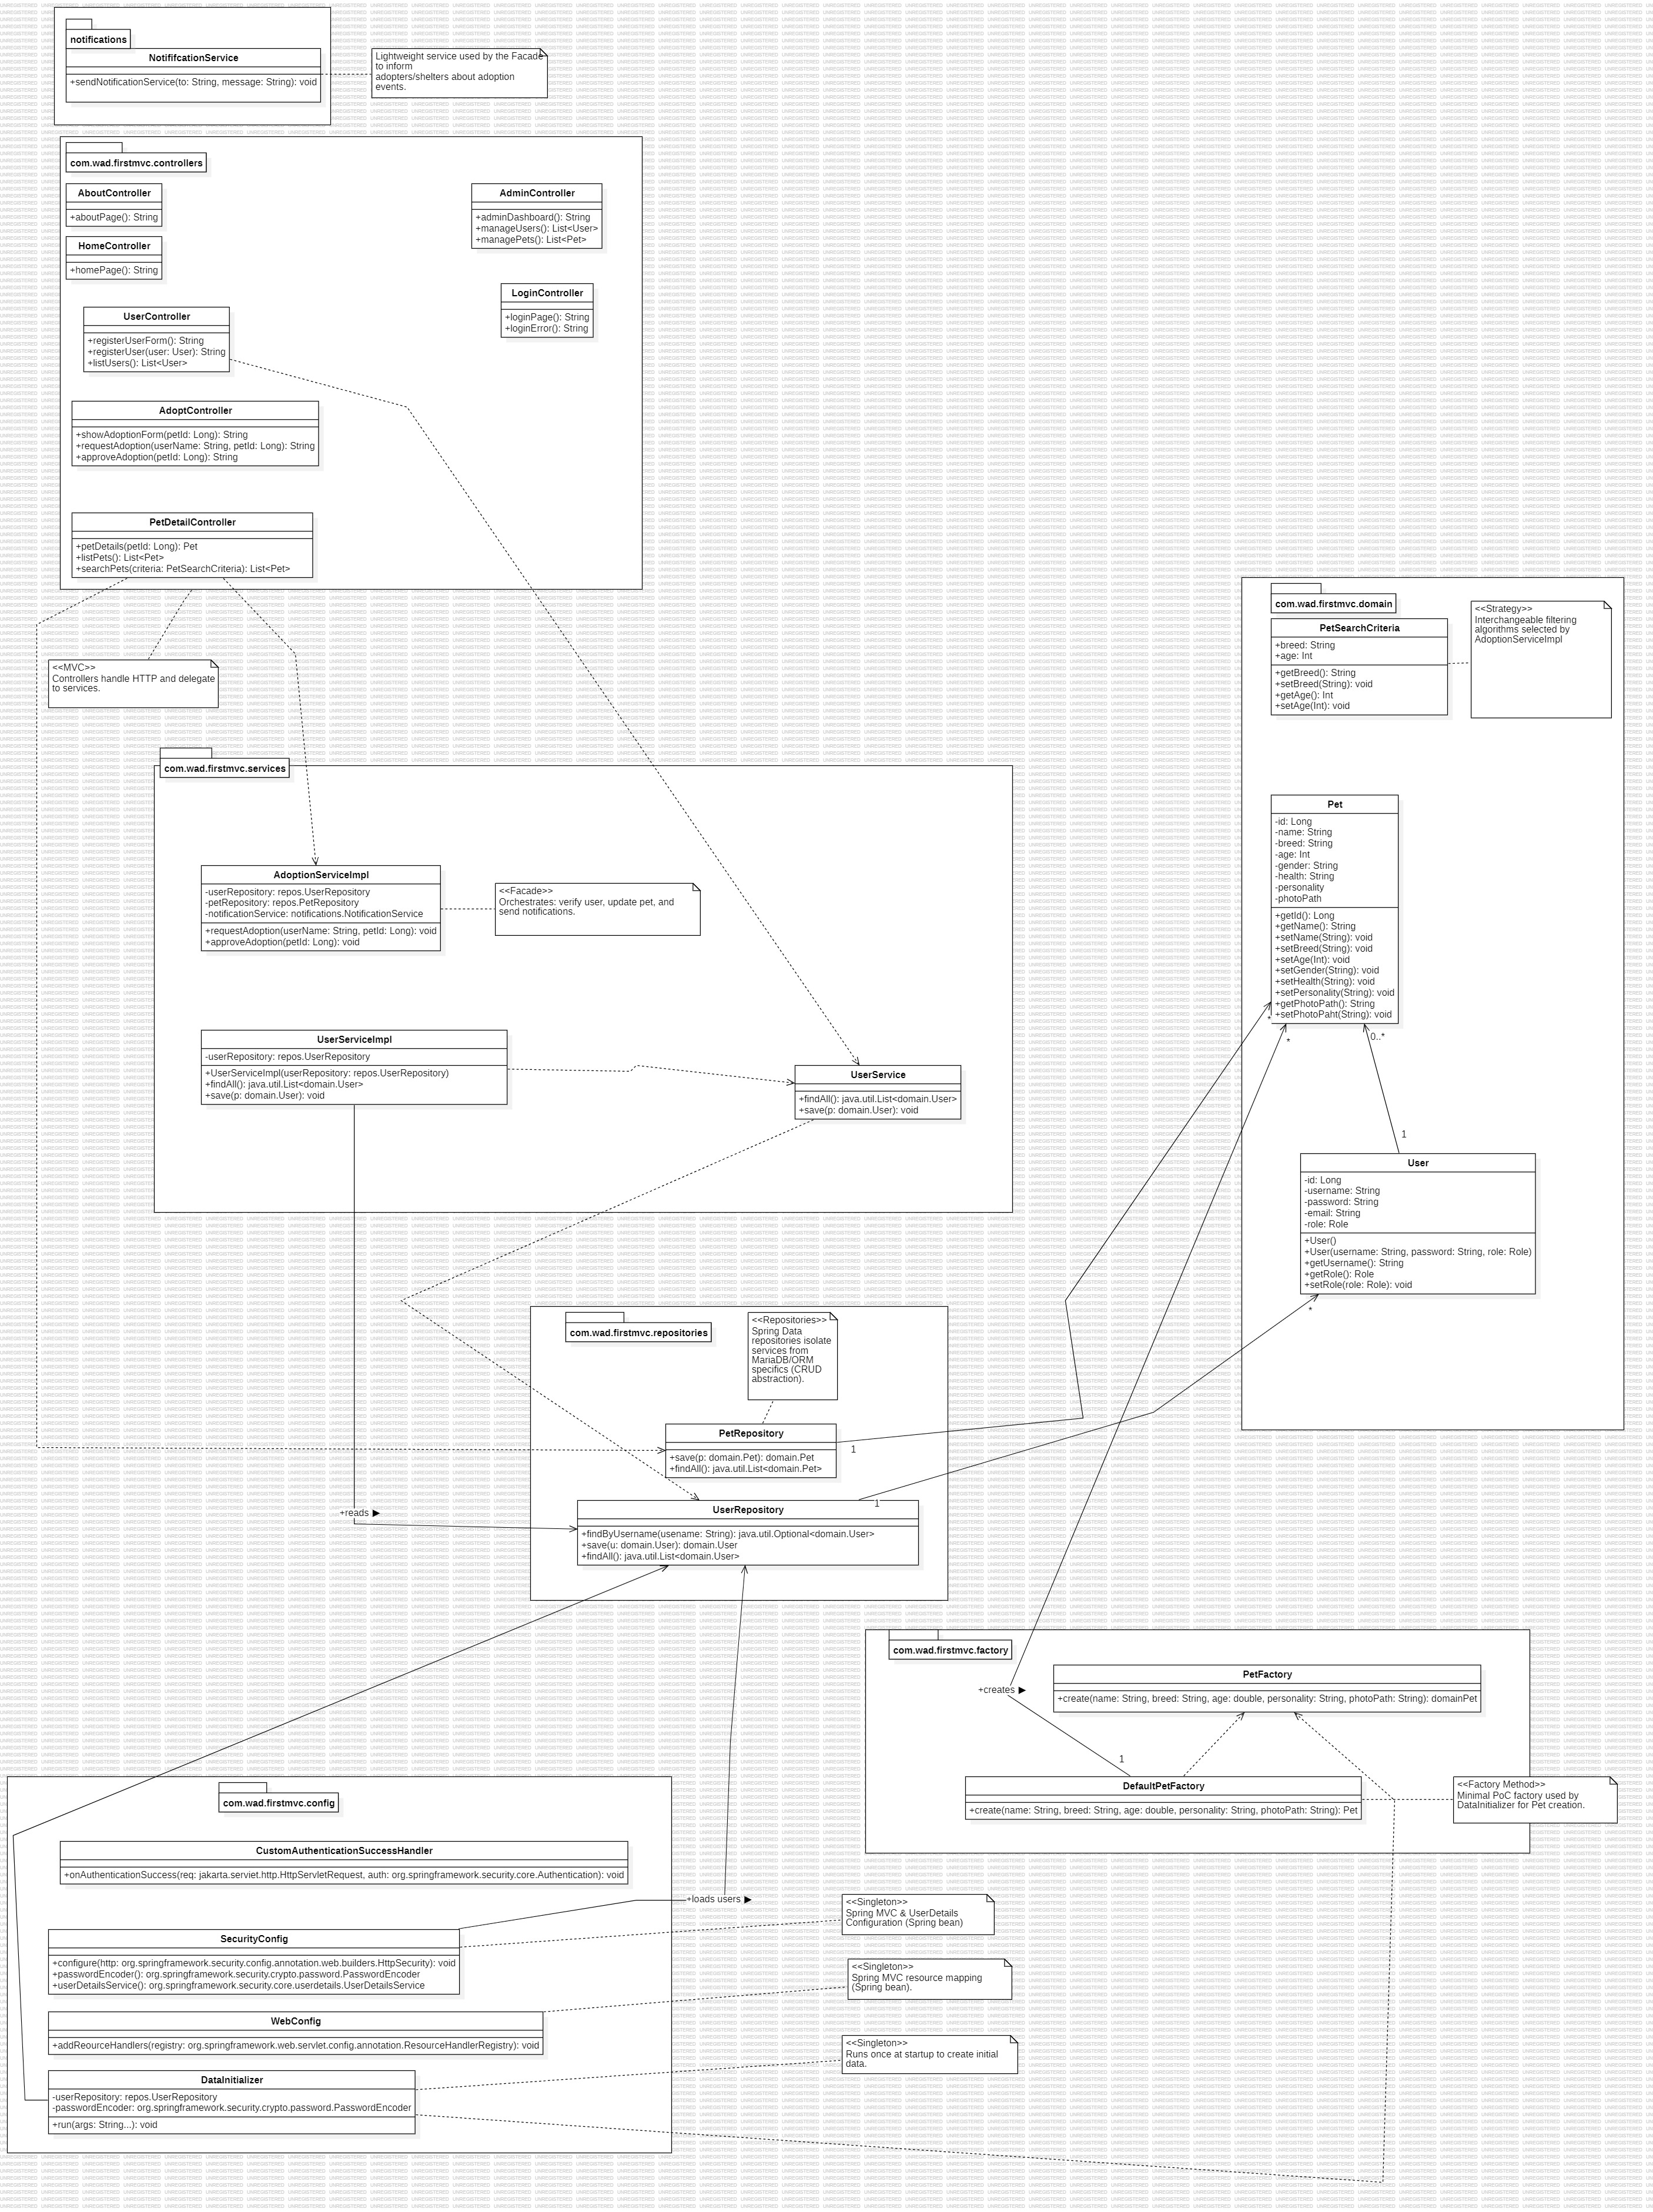 notifications
NotififcationService
+sendNotificationService(to: String, message: String): void
Lightweight service used by the Facade
to inform
adopters/shelters about adoption
events.
com.wad.firstmvc.controllers
AboutController
+aboutPage(): String
AdminController
+adminDashboard(): String
+manageUsers(): List<User>
+managePets(): List<Pet>
HomeController
+homePage(): String
LoginController
+loginPage(): String
+loginError(): String
UserController
+registerUserForm(): String
+registerUser(user: User): String
+listUsers(): List<User>
AdoptController
+showAdoptionForm(petId: Long): String
+requestAdoption(userName: String, petId: Long): String
+approveAdoption(petId: Long): String
PetDetailController
+petDetails(petId: Long): Pet
+listPets(): List<Pet>
+searchPets(criteria: PetSearchCriteria): List<Pet>
<<MVC>>
Controllers handle HTTP and delegate
to services.
com.wad.firstmvc.domain
PetSearchCriteria
+breed: String
+age: Int
+getBreed(): String
+setBreed(String): void
+getAge(): Int
+setAge(Int): void
<<Strategy>>
Interchangeable filtering
algorithms selected by
AdoptionServiceImpl
Pet
-id: Long
-name: String
-breed: String
-age: Int
-gender: String
-health: String
-personality
-photoPath
+getId(): Long
+getName(): String
+setName(String): void
+setBreed(String): void
+setAge(Int): void
+setGender(String): void
+setHealth(String): void
+setPersonality(String): void
+getPhotoPath(): String
+setPhotoPaht(String): void
*
*
0..*
1
User
-id: Long
-username: String
-password: String
-email: String
-role: Role
+User()
+User(username: String, password: String, role: Role)
+getUsername(): String
+getRole(): Role
+setRole(role: Role): void
*
com.wad.firstmvc.services
AdoptionServiceImpl
-userRepository: repos.UserRepository
-petRepository: repos.PetRepository
-notificationService: notifications.NotificationService
+requestAdoption(userName: String, petId: Long): void
+approveAdoption(petId: Long): void
<<Facade>>
Orchestrates: verify user, update pet, and
send notifications.
UserServiceImpl
-userRepository: repos.UserRepository
+UserServiceImpl(userRepository: repos.UserRepository)
+findAll(): java.util.List<domain.User>
+save(p: domain.User): void
UserService
+findAll(): java.util.List<domain.User>
+save(p: domain.User): void
com.wad.firstmvc.repositories
<<Repositories>>
Spring Data
repositories isolate
services from
MariaDB/ORM
specifics (CRUD
abstraction).
PetRepository
+save(p: domain.Pet): domain.Pet
+findAll(): java.util.List<domain.Pet>
1
UserRepository
+findByUsername(usename: String): java.util.Optional<domain.User>
+save(u: domain.User): domain.User
+findAll(): java.util.List<domain.User>
1
+reads ▶
com.wad.firstmvc.factory
PetFactory
+create(name: String, breed: String, age: double, personality: String, photoPath: String): domainPet
+creates ▶
1
DefaultPetFactory
+create(name: String, breed: String, age: double, personality: String, photoPath: String): Pet
<<Factory Method>>
Minimal PoC factory used by
DataInitializer for Pet creation.
com.wad.firstmvc.config
CustomAuthenticationSuccessHandler
+onAuthenticationSuccess(req: jakarta.servlet.http.HttpServletRequest, auth: org.springframework.security.core.Authentication): void
+loads users ▶
SecurityConfig
+configure(http: org.springframework.security.config.annotation.web.builders.HttpSecurity): void
+passwordEncoder(): org.springframework.security.crypto.password.PasswordEncoder
+userDetailsService(): org.springframework.security.core.userdetails.UserDetailsService
<<Singleton>>
Spring MVC & UserDetails
Configuration (Spring bean)
WebConfig
+addReourceHandlers(registry: org.springframework.web.servlet.config.annotation.ResourceHandlerRegistry): void
<<Singleton>>
Spring MVC resource mapping
(Spring bean).
DataInitializer
-userRepository: repos.UserRepository
-passwordEncoder: org.springframework.security.crypto.password.PasswordEncoder
+run(args: String...): void
<<Singleton>>
Runs once at startup to create initial
data.
UNREGISTERED